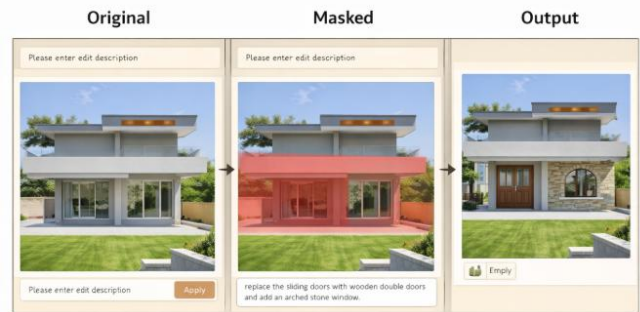 Original
Masked
Output
Please enter edit description
Please enter edit description
Please enter edit description
Apply
replace the sliding doors with wooden double doors
and add an arched stone window.
Emply